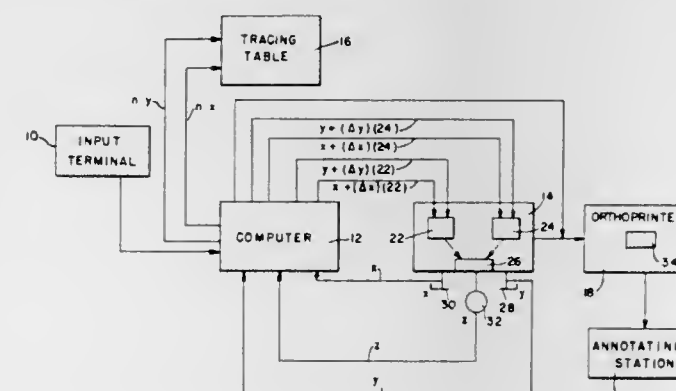 TRACING
TABLE
16
n y
n x
10
INPUT
TERMINAL
y + (Δy)(24)
x + (Δx)(24)
y + (Δy)(22)
x + (Δx)(22)
COMPUTER
12
14
22
24
26
ORTHOPRINTE
34
18
x
x
30
28
y
32
z
z
y
ANNOTATIN
STATION